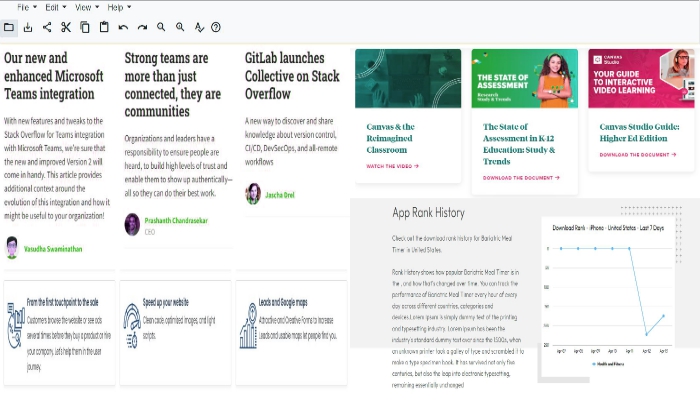 File Edit View Help
Our new and
enhanced Microsoft
Teams integration
With new features and tweaks to the
Stack Overflow for Teams integration
with Microsoft Teams, we're sure that
the new and improved Version 2 will
come in handy. This article provides
additional context around the
evolution of this integration and how it
might be useful to your organization!
Vasudha Swaminathan
Strong teams are
more than just
connected, they are
communities
Organizations and leaders have a
responsibility to ensure people are
heard, to build high levels of trust and
enable them to show up authentically—
all so they can do their best work.
Prashanth Chandrasekar
CEO
GitLab launches
Collective on Stack
Overflow
A new way to discover and share
knowledge about version control,
CI/CD, DevSecOps, and all-remote
workflows
Jascha Drel
From the first touchpoint to the sale
Customers browse the website or see ads
several times before they buy a product or hire
your company. Let's help them in the user
journey.
Speed up your website
Clean code, optimized images, and light
scripts.
Leads and Google maps
Attractive and Creative Forms to Increase
Leads and usable maps let people find you.
Canvas & the
Reimagined
Classroom
WATCH THE VIDEO
THE STATE OF
ASSESSMENT
Research
Study & Trends
The State of
Assessment in K-12
Education: Study &
Trends
DOWNLOAD THE DOCUMENT
CANVAS
Studio
YOUR GUIDE
TO INTERACTIVE
VIDEO LEARNING
Canvas Studio Guide:
Higher Ed Edition
DOWNLOAD THE DOCUMENT
App Rank History
Check out the download rank history for Bariatric Meal
Timer in United States.
Rank History shows how popular Bariatric Meal Timer is in
the , and how that's changed over time. You can track the
performance of Bariatric Meal Timer every hour of every
day across different countries, categories and
devices.Lorem Ipsum is simply dummy text of the printing
and typesetting industry. Lorem Ipsum has been the
industry's standard dummy text ever since the 1500s, when
an unknown printer took a galley of type and scrambled it to
make a type specimen book. It has survived not only five
centuries, but also the leap into electronic typesetting,
remaining essentially unchanged
Download Rank · iPhone · United States · Last 7 Days
Apr 07 Apr 08 Apr 09 Apr 10 Apr 11 Apr 12 Apr 13
Health and Fitness